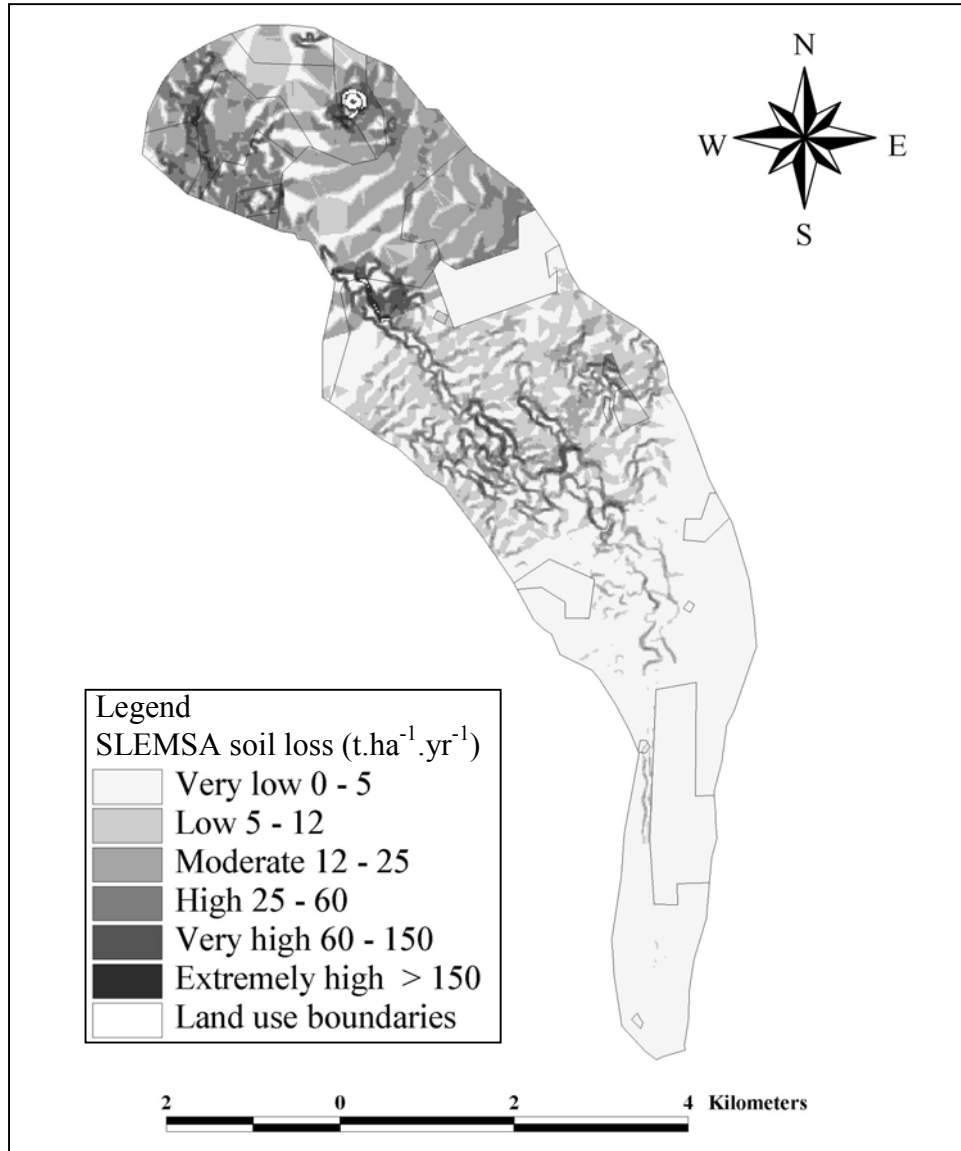 N
W E
S
Legend
SLEMSA soil loss (t.ha⁻¹.yr⁻¹)
Very low 0 - 5
Low 5 - 12
Moderate 12 - 25
High 25 - 60
Very high 60 - 150
Extremely high > 150
Land use boundaries
2 0 2 4 Kilometers